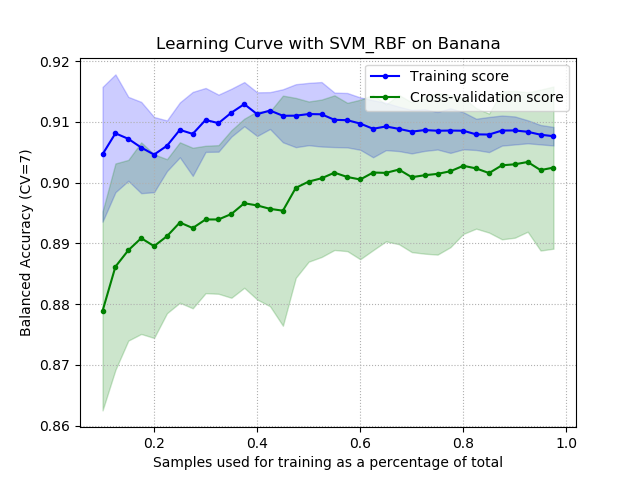 Learning Curve with SVM_RBF on Banana
Training score
Cross-validation score
Balanced Accuracy (CV=7)
0.92
0.91
0.90
0.89
0.88
0.87
0.86
0.2 0.4 0.6 0.8 1.0
Samples used for training as a percentage of total